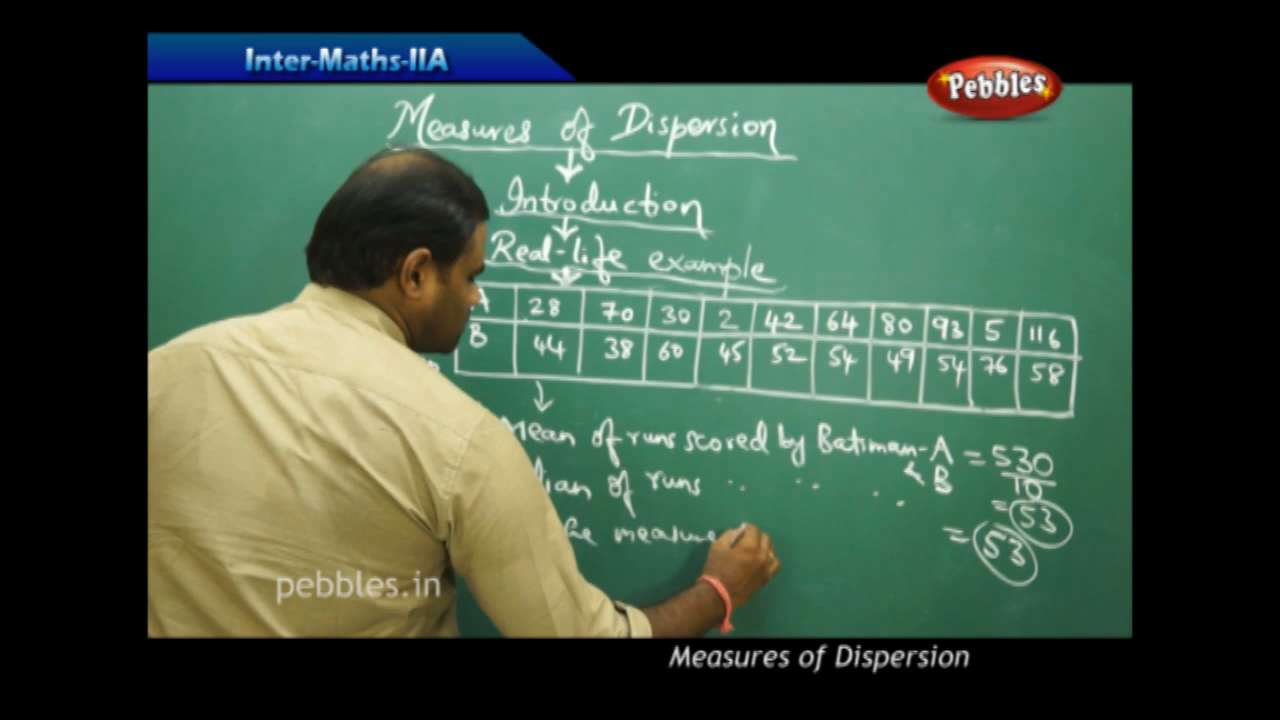 Inter-Maths-IIA
Pebbles
Measures of Dispersion
Introduction
Real-life example
A 28 70 30 2 42 64 80 93 5 116
B 44 38 60 45 52 54 49 54 76 58
Mean of runs scored by Batsman-A = 530
10
& B
= 53
of runs .. .. ..
= 53
measure
pebbles.in
Measures of Dispersion